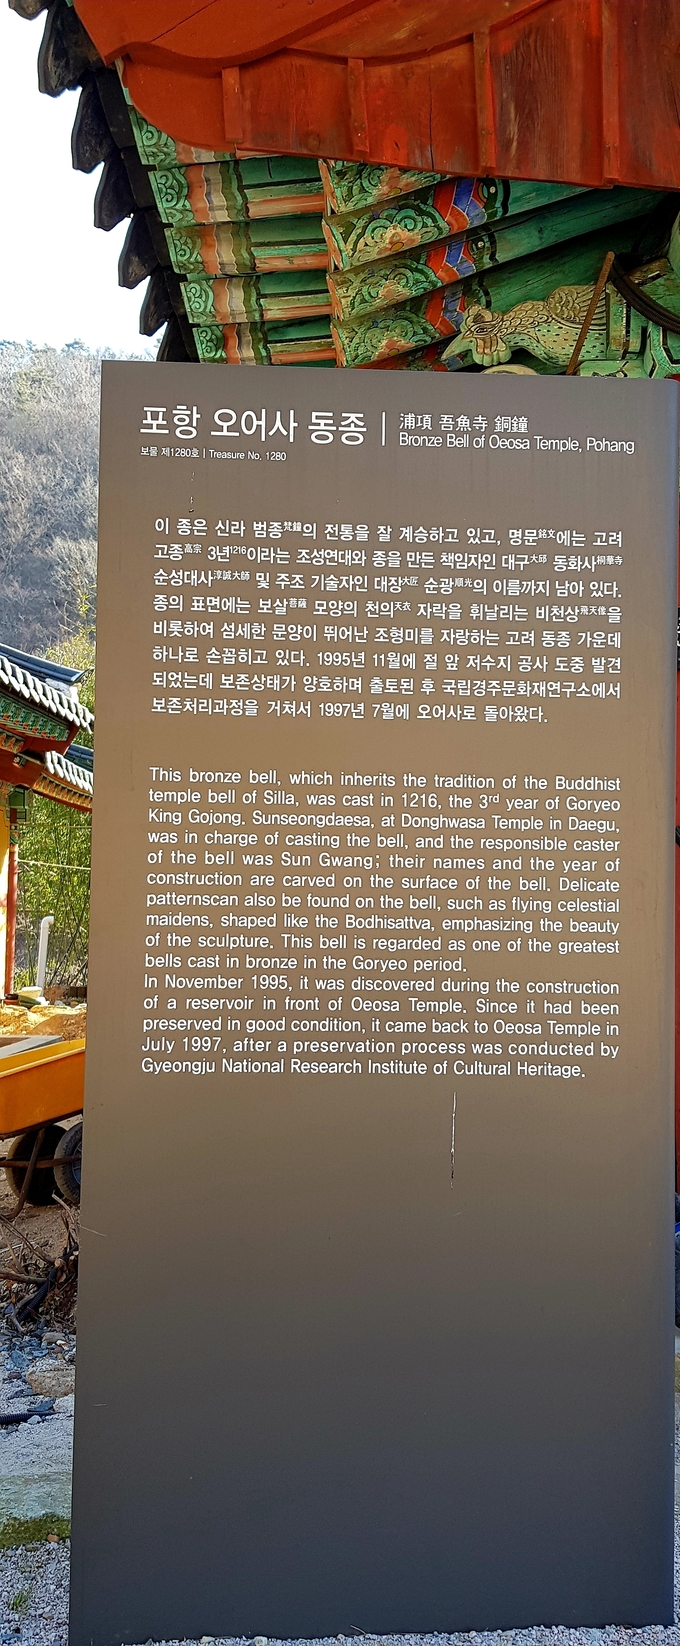 포항 오어사 동종 | 浦項 吾魚寺 銅鐘
Bronze Bell of Oeosa Temple, Pohang
보물 제1280호 | Treasure No. 1280
이 종은 신라 범종梵鐘의 전통을 잘 계승하고 있고, 명문銘文에는 고려
고종高宗 3년1216이라는 조성연대와 종을 만든 책임자인 대구大邱 동화사桐華寺
순성대사淳誠大師 및 주조 기술자인 대장大匠 순광順光의 이름까지 남아 있다.
종의 표면에는 보살菩薩 모양의 천의天衣 자락을 휘날리는 비천상飛天像을
비롯하여 섬세한 문양이 뛰어난 조형미를 자랑하는 고려 동종 가운데
하나로 손꼽히고 있다. 1995년 11월에 절 앞 저수지 공사 도중 발견
되었는데 보존상태가 양호하며 출토된 후 국립경주문화재연구소에서
보존처리과정을 거쳐서 1997년 7월에 오어사로 돌아왔다.
This bronze bell, which inherits the tradition of the Buddhist
temple bell of Silla, was cast in 1216, the 3rd year of Goryeo
King Gojong. Sunseongdaesa, at Donghwasa Temple in Daegu,
was in charge of casting the bell, and the responsible caster
of the bell was Sun Gwang; their names and the year of
construction are carved on the surface of the bell. Delicate
patternscan also be found on the bell, such as flying celestial
maidens, shaped like the Bodhisattva, emphasizing the beauty
of the sculpture. This bell is regarded as one of the greatest
bells cast in bronze in the Goryeo period.
In November 1995, it was discovered during the construction
of a reservoir in front of Oeosa Temple. Since it had been
preserved in good condition, it came back to Oeosa Temple in
July 1997, after a preservation process was conducted by
Gyeongju National Research Institute of Cultural Heritage.